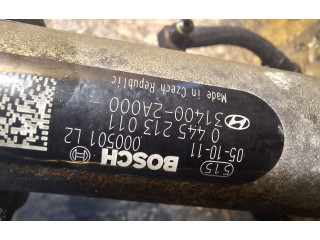 BOSCH
000501 L2
0 445 213 011
31400-2A000
Made in Czech Republic
05-10-11
515